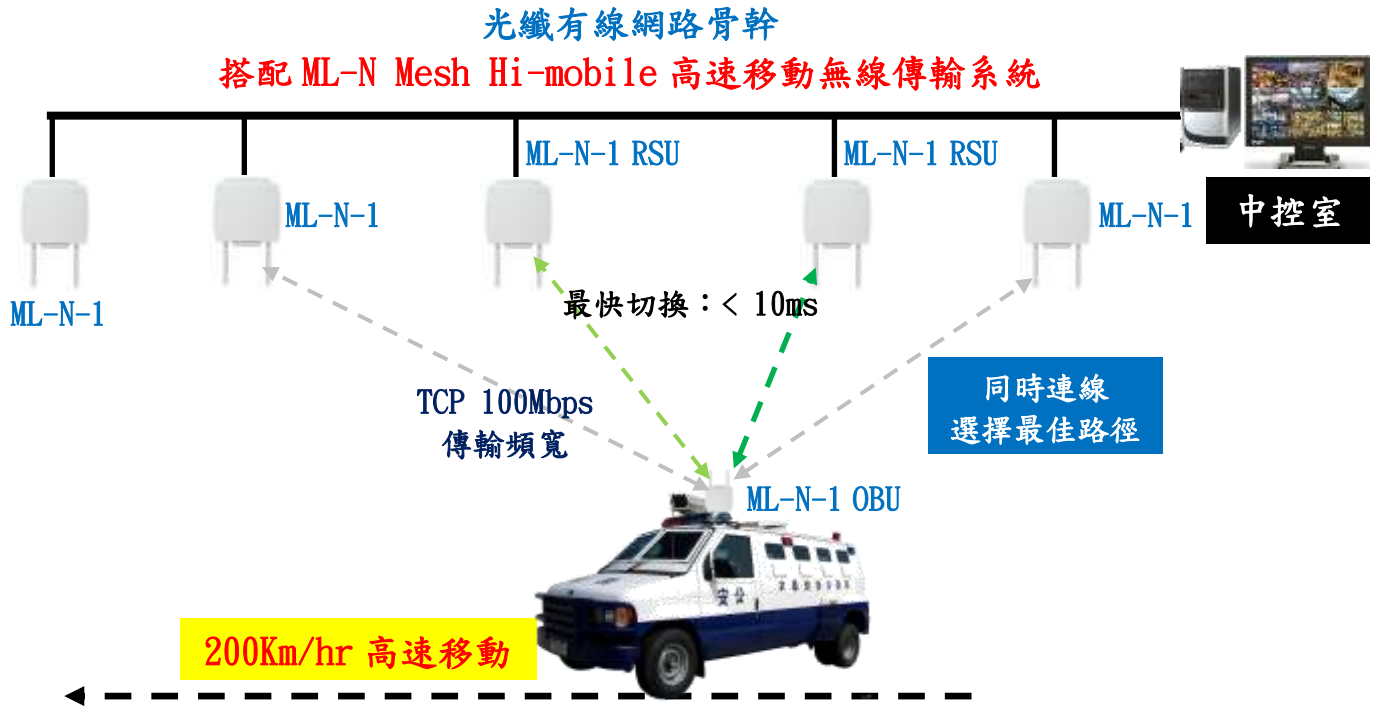 光纖有線網路骨幹
搭配 ML-N Mesh Hi-mobile 高速移動無線傳輸系統
ML-N-1 RSU
ML-N-1 RSU
ML-N-1
ML-N-1
中控室
ML-N-1
最快切換：< 10ms
TCP 100Mbps
傳輸頻寬
同時連線
選擇最佳路徑
ML-N-1 OBU
安公
200Km/hr 高速移動